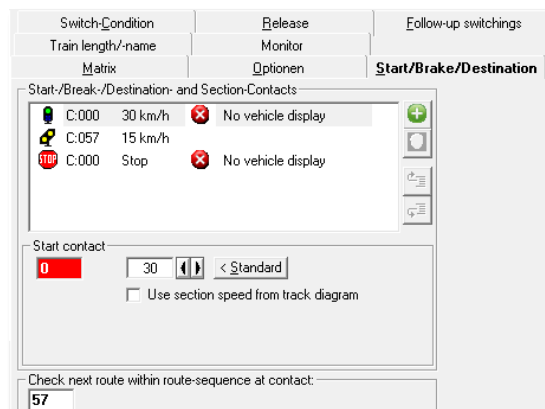 Switch-Condition Release Follow-up switchings
Train length/-name Monitor
Matrix Optionen Start/Brake/Destination
Start-/Break-/Destination- and Section-Contacts
C:000 30 km/h No vehicle display
C:057 15 km/h
STOP C:000 Stop No vehicle display
Start contact
0 30 < Standard
Use section speed from track diagram
Check next route within route-sequence at contact:
57